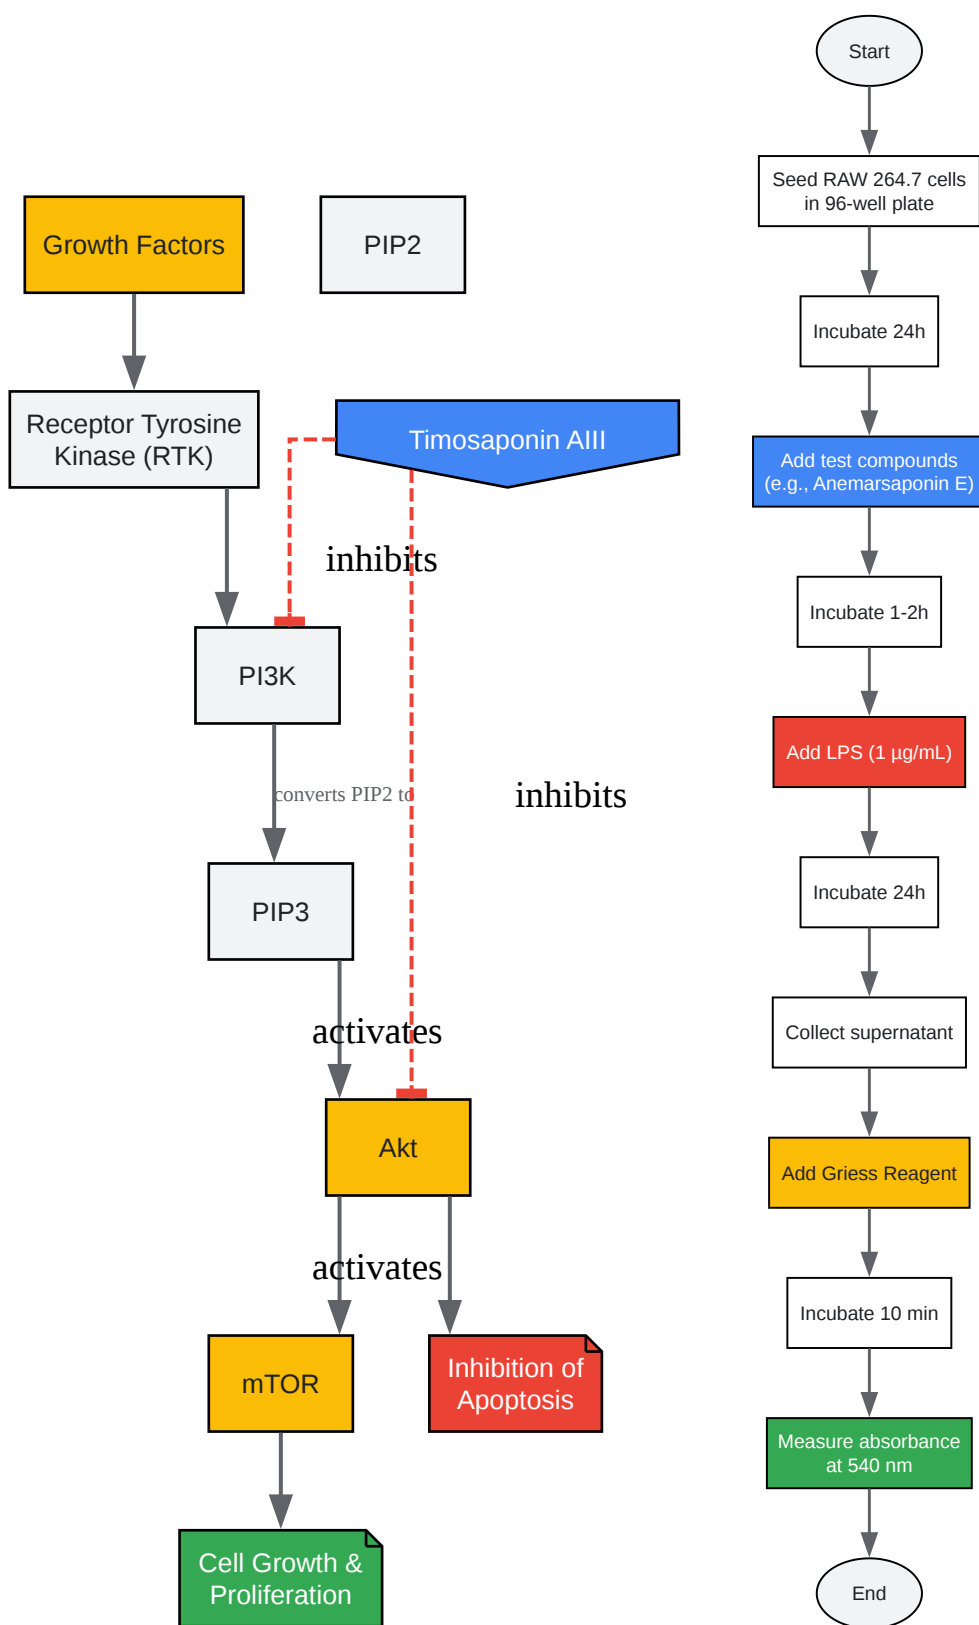 Growth Factors
PIP2
Receptor Tyrosine
Kinase (RTK)
Timosaponin AIII
inhibits
PI3K
converts PIP2 to
inhibits
PIP3
activates
Akt
activates
mTOR
Inhibition of
Apoptosis
Cell Growth &
Proliferation
Start
Seed RAW 264.7 cells
in 96-well plate
Incubate 24h
Add test compounds
(e.g., Anemarsaponin E)
Incubate 1-2h
Add LPS (1 µg/mL)
Incubate 24h
Collect supernatant
Add Griess Reagent
Incubate 10 min
Measure absorbance
at 540 nm
End